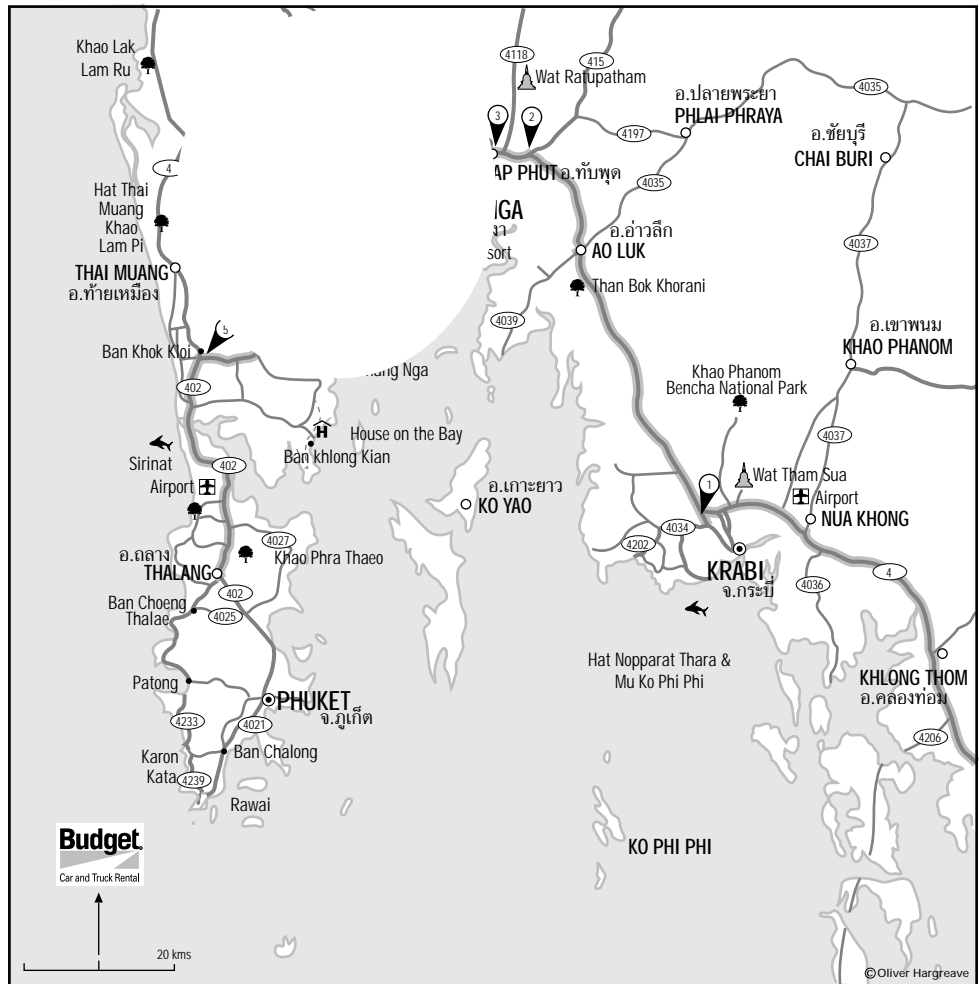 Khao Lak
Lam Ru
4118
415
Wat Ratupatham
4035
อ.ปลายพระยา
PHLAI PHRAYA
3
2
4197
อ.ชัยบุรี
CHAI BURI
4
AP PHUT อ.ทับพุด
4035
Hat Thai
Muang
Khao
Lam Pi
NGA
งา
sort
อ.อ่าวลึก
AO LUK
4037
THAI MUANG
อ.ท้ายเหมือง
Than Bok Khorani
4039
อ.เขาพนม
KHAO PHANOM
5
Ban Khok Kloi
Nga
Khao Phanom
Bencha National Park
402
4037
House on the Bay
Ban khlong Kian
Sirinat
402
Airport
อ.เกาะยาว
KO YAO
Wat Tham Sua
1
Airport
NUA KHONG
4034
4202
4027
อ.ถลาง
THALANG
Khao Phra Thaeo
KRABI
จ.กระบี่
4036
4
402
Ban Choeng
Thalae
4025
Hat Nopparat Thara &
Mu Ko Phi Phi
KHLONG THOM
อ.คลองท่อม
Patong
PHUKET
จ.ภูเก็ต
4233
4021
4206
Karon
Kata
Ban Chalong
4239
Rawai
KO PHI PHI
Budget.
Car and Truck Rental
20 kms
©Oliver Hargreave